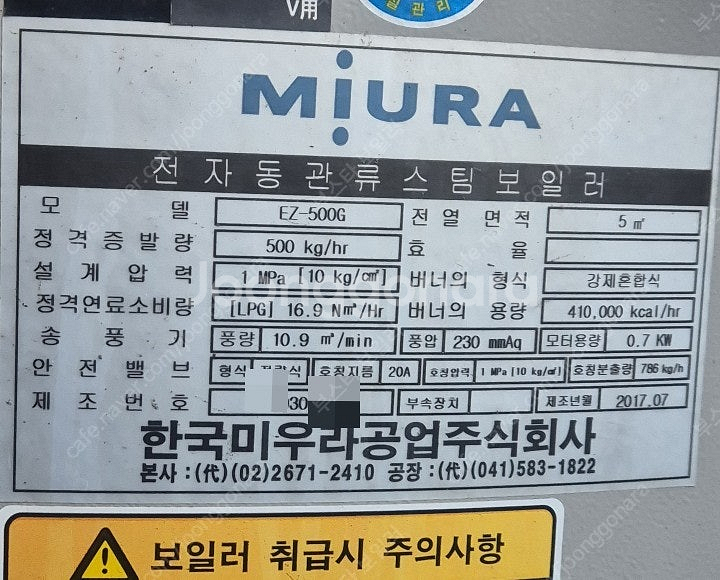 V用
관리
MIURA
전자동관류스팀보일러
모 델 EZ-500G 전열면적 5 ㎡
정격증발량 500 kg/hr 효 율
설계압력 1 MPa [10 kg/㎠] 버너의 형식 강제혼합식
정격연료소비량 [LPG] 16.9 N㎥/Hr 버너의 용량 410,000 kcal/hr
송풍기 풍량 10.9 ㎥/min 풍압 230 mmAq 모터용량 0.7 KW
안전밸브 형식 호칭지름 20A 호칭압력 1 MPa [10 kg/㎠] 호칭분출량 786 kg/h
제조번호 30 부속장치 제조년월 2017.07
한국미우라공업주식회사
본사 :(代)(02)2671-2410 공장 :(代)(041)583-1822
보일러 취급시 주의사항
Joonggonara